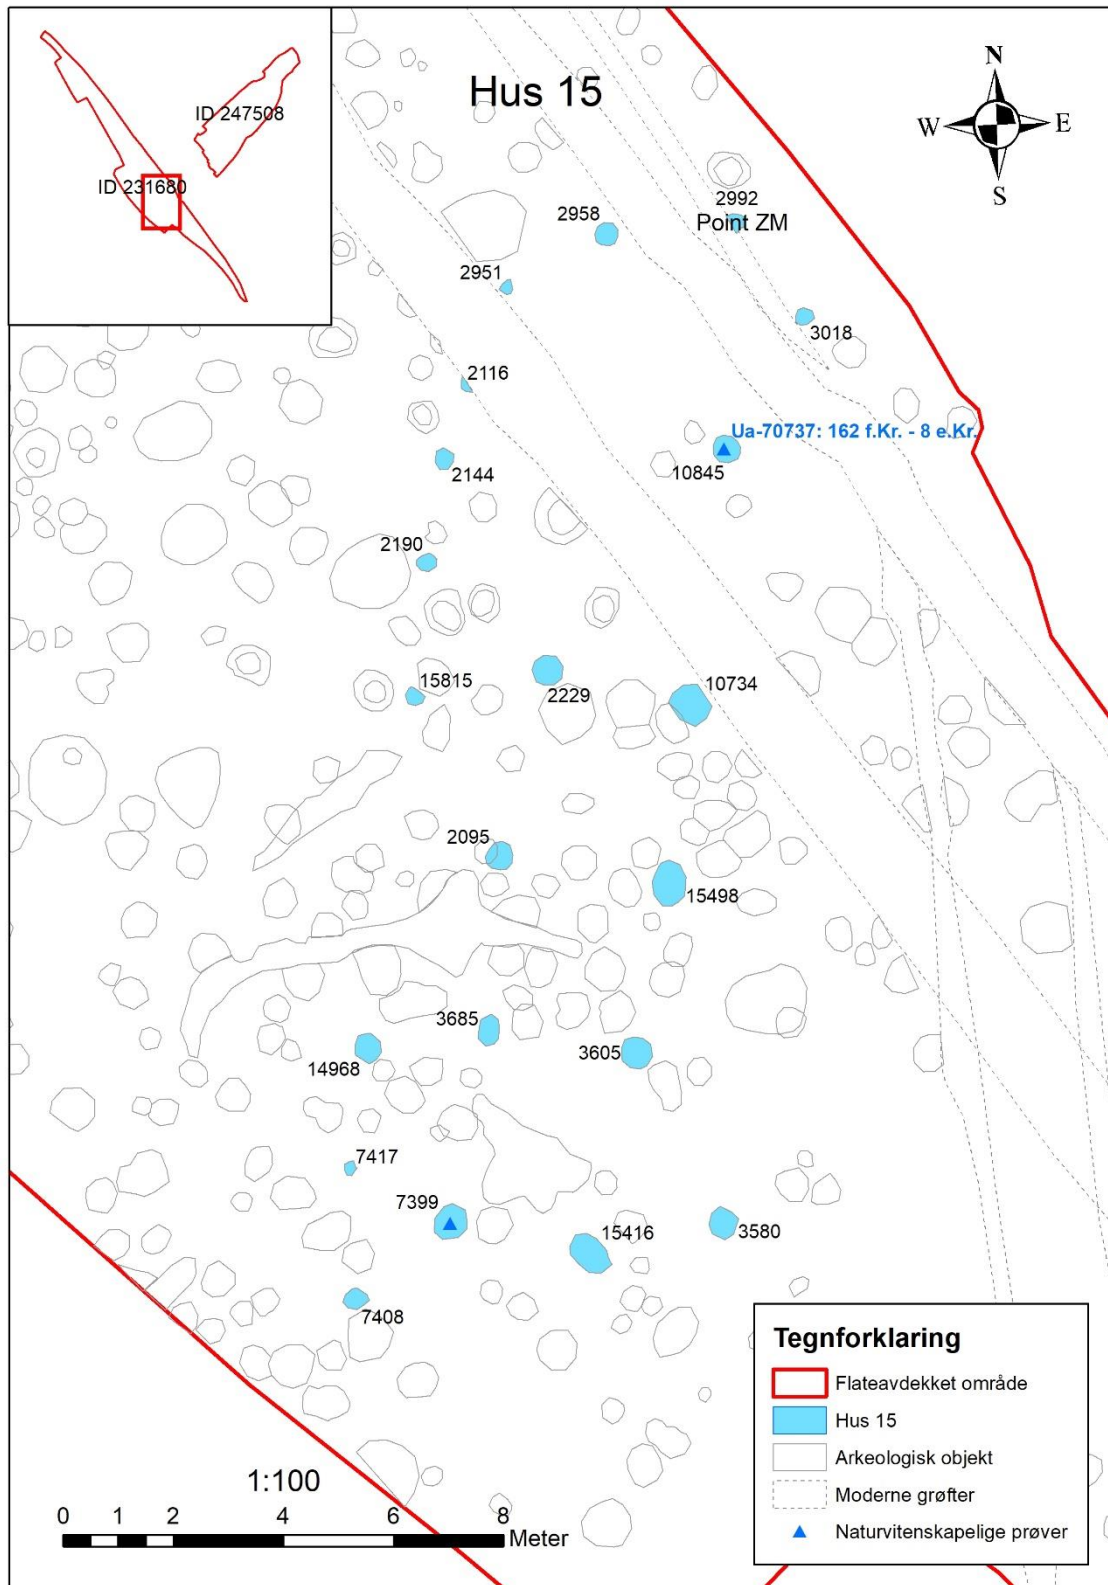 Hus 15
ID 247508
ID 231680
N
W E
S
2992
2958
Point ZM
2951
3018
2116
Ua-70737: 162 f.Kr. - 8 e.Kr.
2144
10845
2190
15815
10734
2229
2095
15498
3685
3605
14968
7417
7399
15416
3580
7408
Tegnforklaring
Flateavdekket område
Hus 15
Arkeologisk objekt
Moderne grøfter
Naturvitenskapelige prøver
1:100
0 1 2 4 6 8
Meter